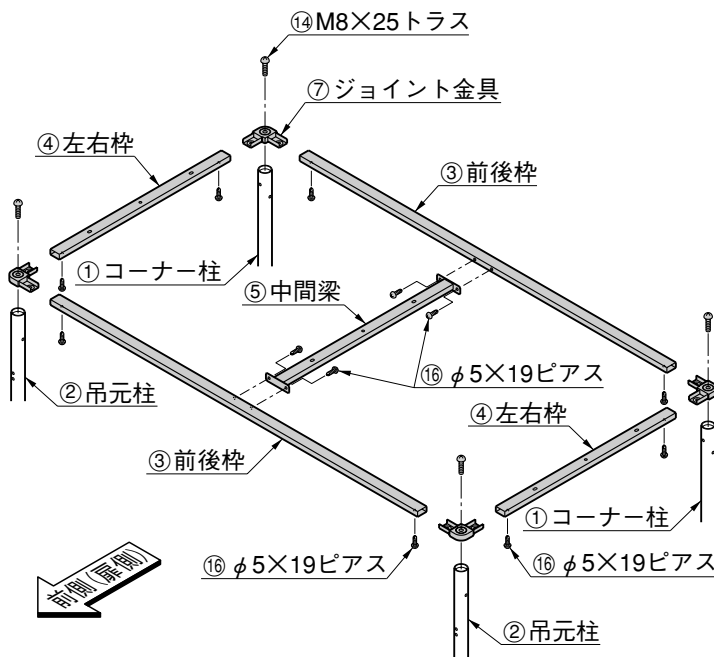 ⑭M8×25トラス
⑦ジョイント金具
④左右枠
③前後枠
①コーナー柱
⑤中間梁
⑯φ5×19ピアス
②吊元柱
④左右枠
③前後枠
①コーナー柱
⑯φ5×19ピアス
⑯φ5×19ピアス
前側(扉側)
②吊元柱